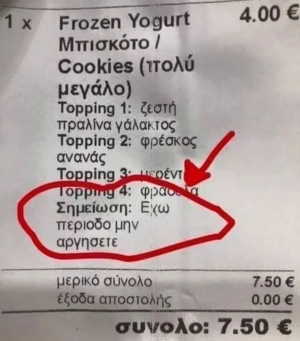 1 x Frozen Yogurt 4.00 €
Μπισκότο /
Cookies (πολύ
μεγάλο)
Topping 1: ζεστή
πραλίνα γάλακτος
Topping 2: φρέσκος
ανανάς
Topping 3: μερέντα
Topping 4: φράουλα
Σημείωση: Εχω
περιοδο μην
αργησετε
μερικό σύνολο 7.50 €
έξοδα αποστολής 0.00 €
συνολο: 7.50 €